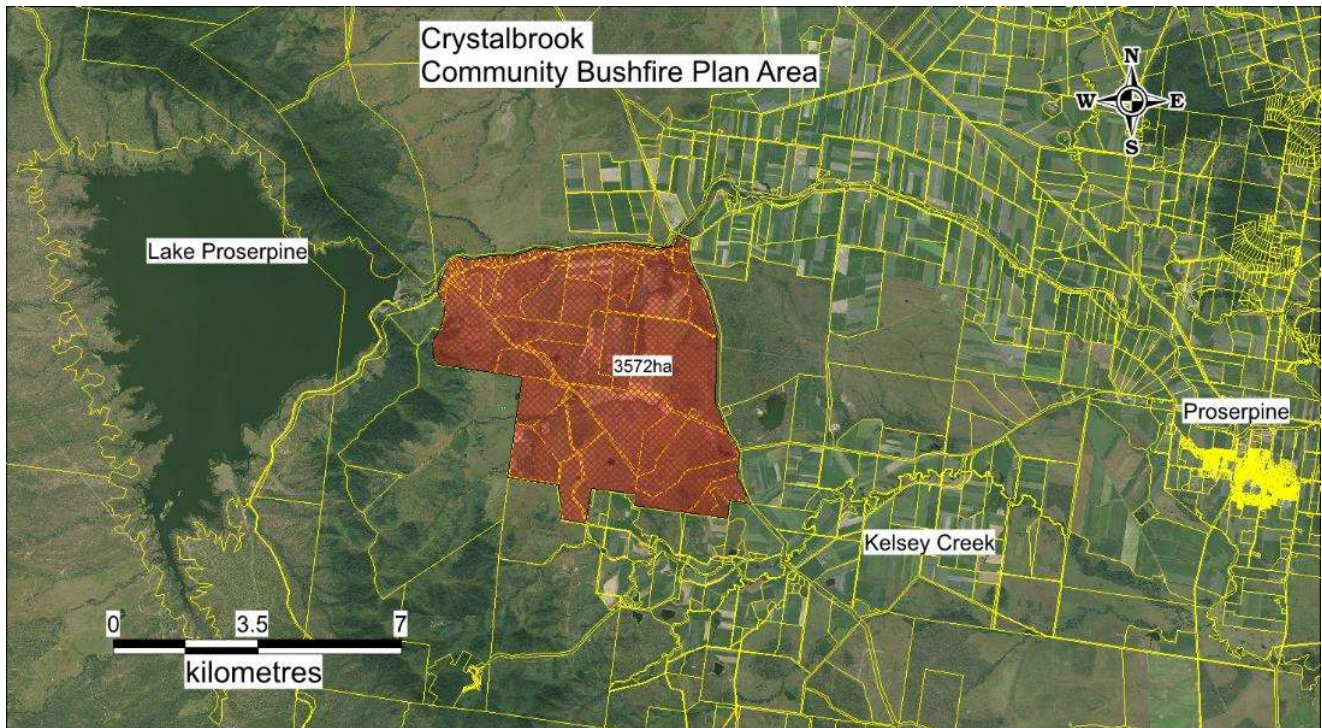 Crystalbrook
Community Bushfire Plan Area
N
W E
S
Lake Proserpine
3572ha
Proserpine
Kelsey Creek
0 3.5 7
kilometres